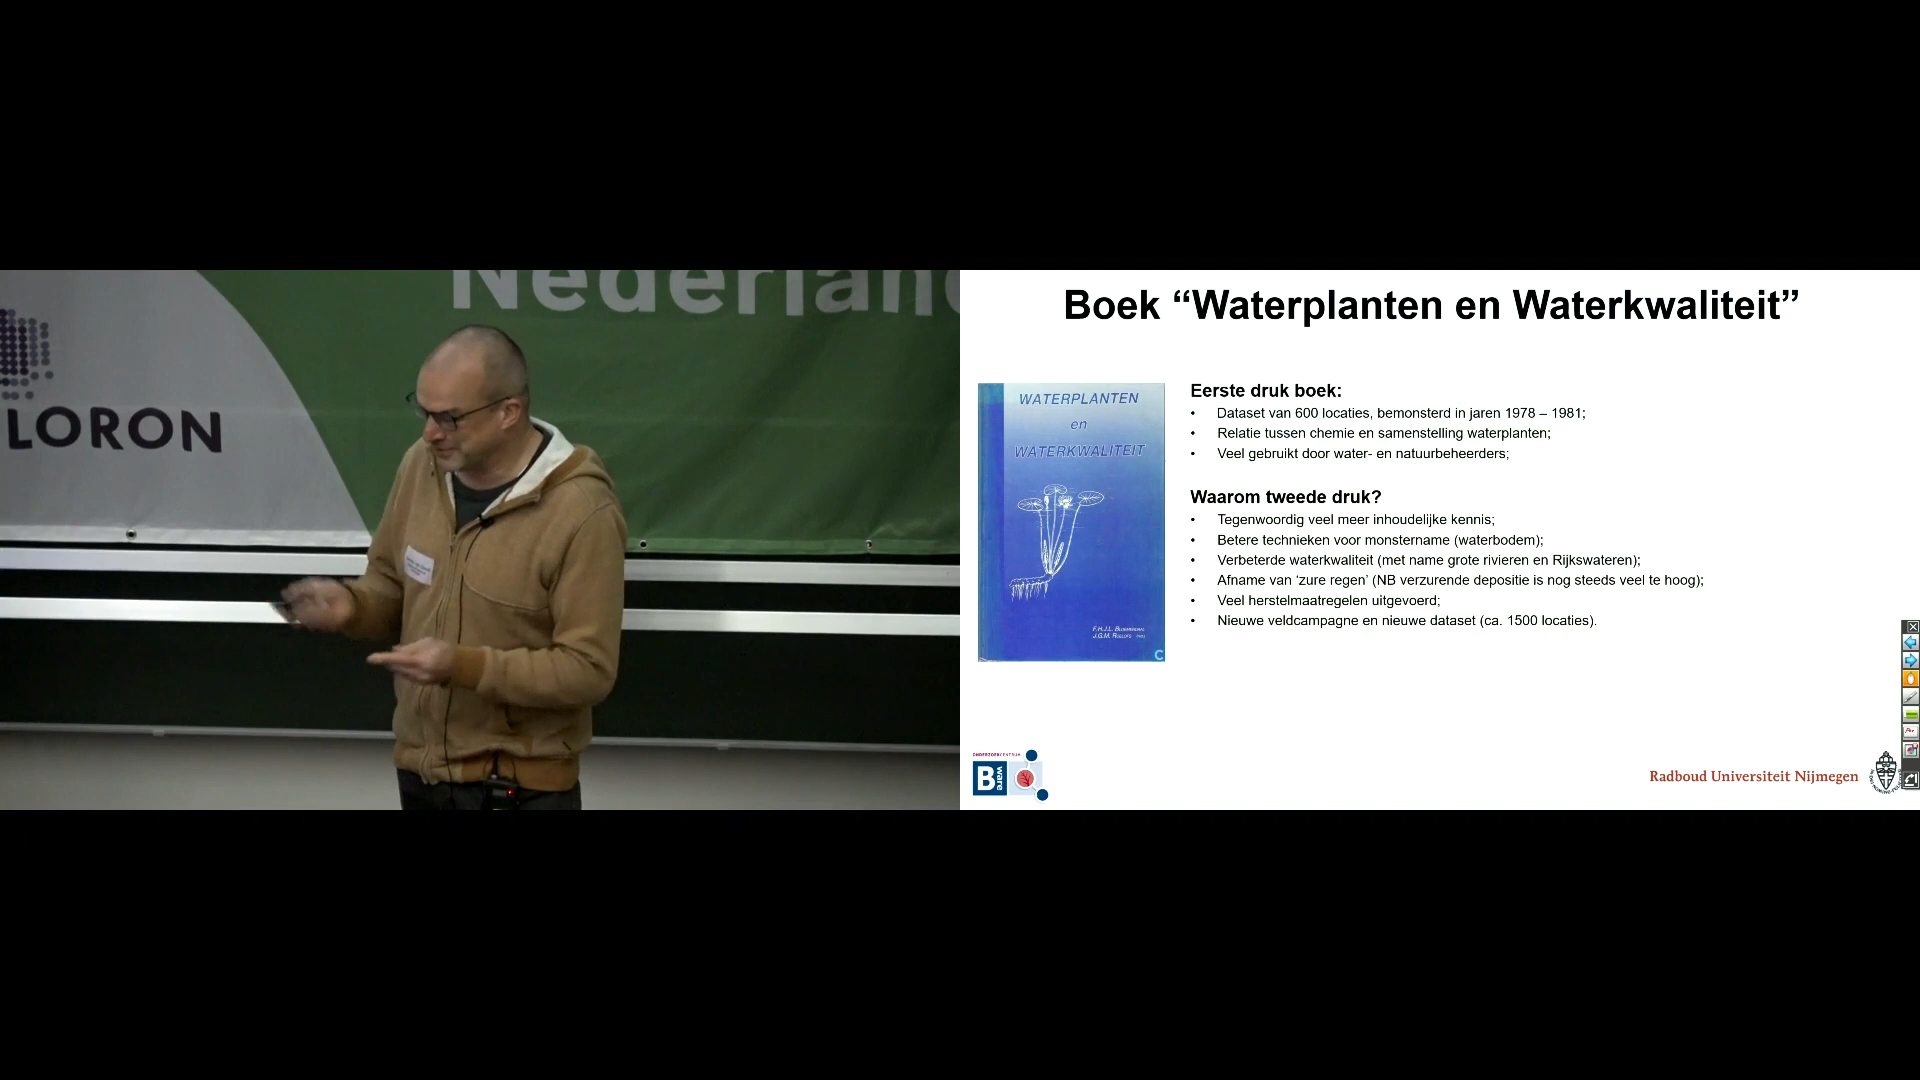 Nederland
LORON
Boek “Waterplanten en Waterkwaliteit”
WATERPLANTEN
en
WATERKWALITEIT
F.H.J.L. Bloemendaal
J.G.M. Roelofs
C
Eerste druk boek:
• Dataset van 600 locaties, bemonsterd in jaren 1978 – 1981;
• Relatie tussen chemie en samenstelling waterplanten;
• Veel gebruikt door water- en natuurbeheerders;
Waarom tweede druk?
• Tegenwoordig veel meer inhoudelijke kennis;
• Betere technieken voor monstername (waterbodem);
• Verbeterde waterkwaliteit (met name grote rivieren en Rijkswateren);
• Afname van ‘zure regen’ (NB verzurende depositie is nog steeds veel te hoog);
• Veel herstelmaatregelen uitgevoerd;
• Nieuwe veldcampagne en nieuwe dataset (ca. 1500 locaties).
ONDERZOEKCENTRUM
B ware
Radboud Universiteit Nijmegen